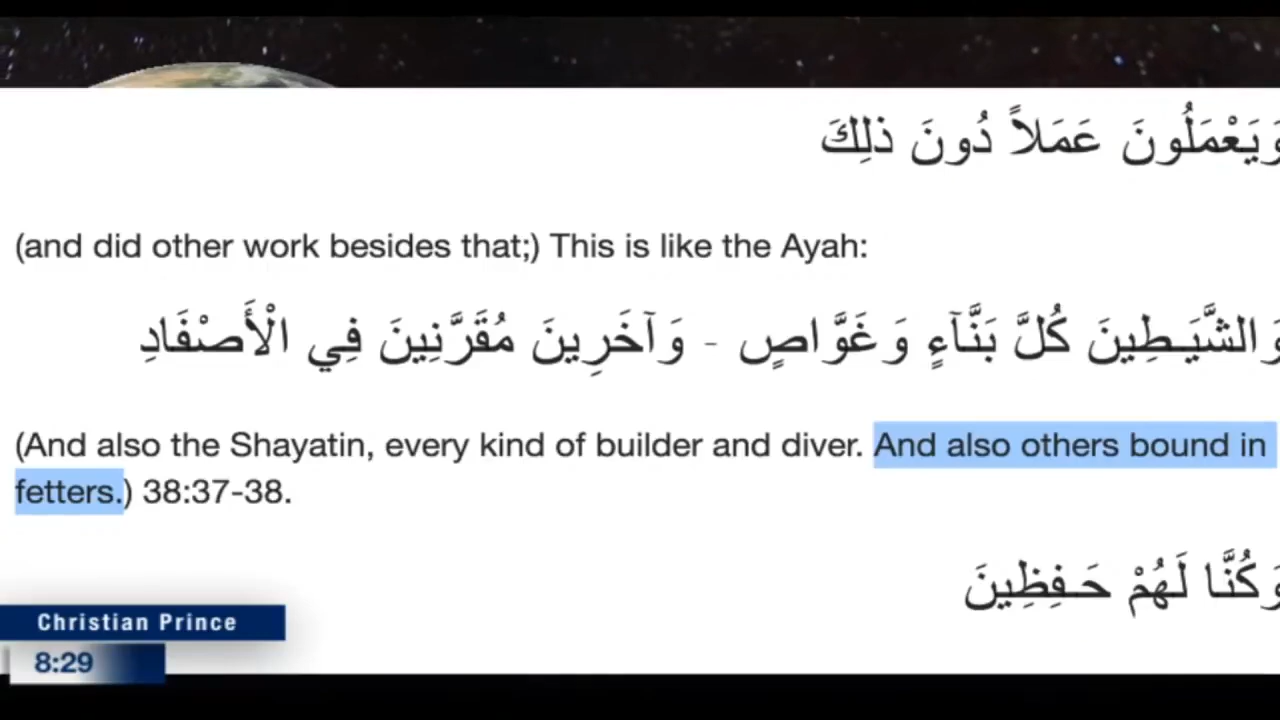 وَيَعْمَلُونَ عَمَلاً دُونَ ذلِكَ
(and did other work besides that;) This is like the Ayah:
وَالشَّيَـطِينَ كُلَّ بَنَّآءٍ وَغَوَّاصٍ - وَآخَرِينَ مُقَرَّنِينَ فِي الْأَصْفَادِ
(And also the Shayatin, every kind of builder and diver. And also others bound in
fetters.) 38:37-38.
وَكُنَّا لَهُمْ حَـفِظِينَ
Christian Prince
8:29